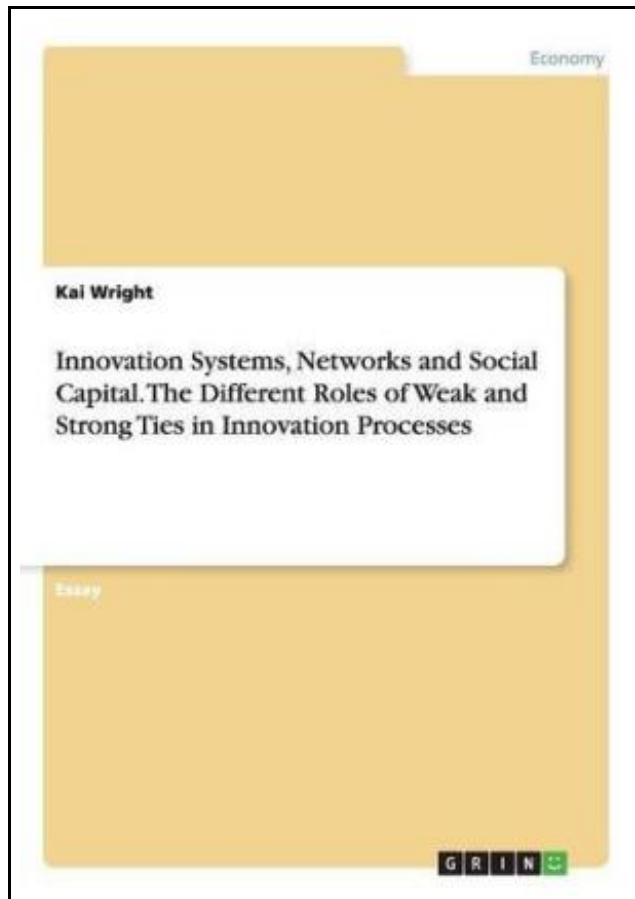 Economy
Kai Wright
Innovation Systems, Networks and Social
Capital. The Different Roles of Weak and
Strong Ties in Innovation Processes
Essay
GRIN